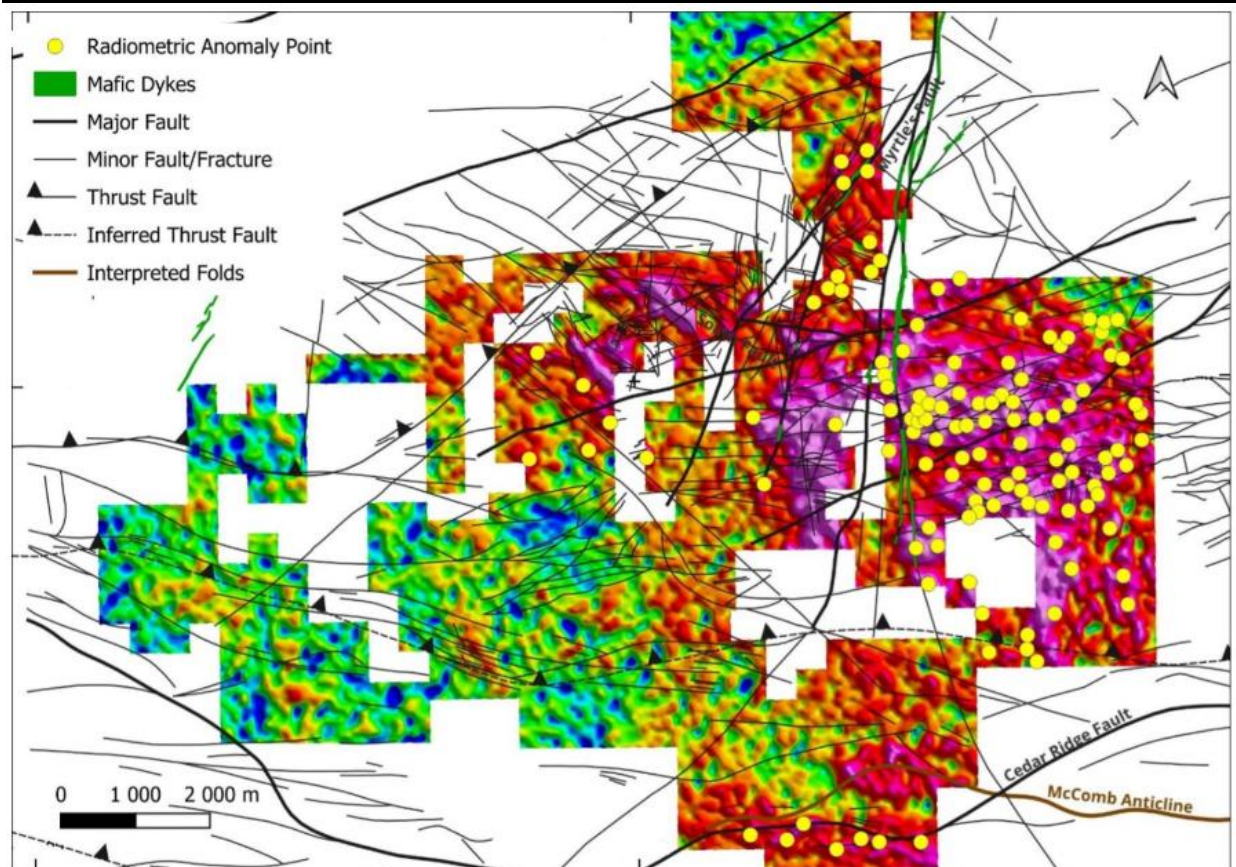 Radiometric Anomaly Point
Mafic Dykes
Major Fault
Minor Fault/Fracture
Thrust Fault
Inferred Thrust Fault
Interpreted Folds
Myrtle's Fault
Cedar Ridge Fault
McComb Anticline
0 1 000 2 000 m